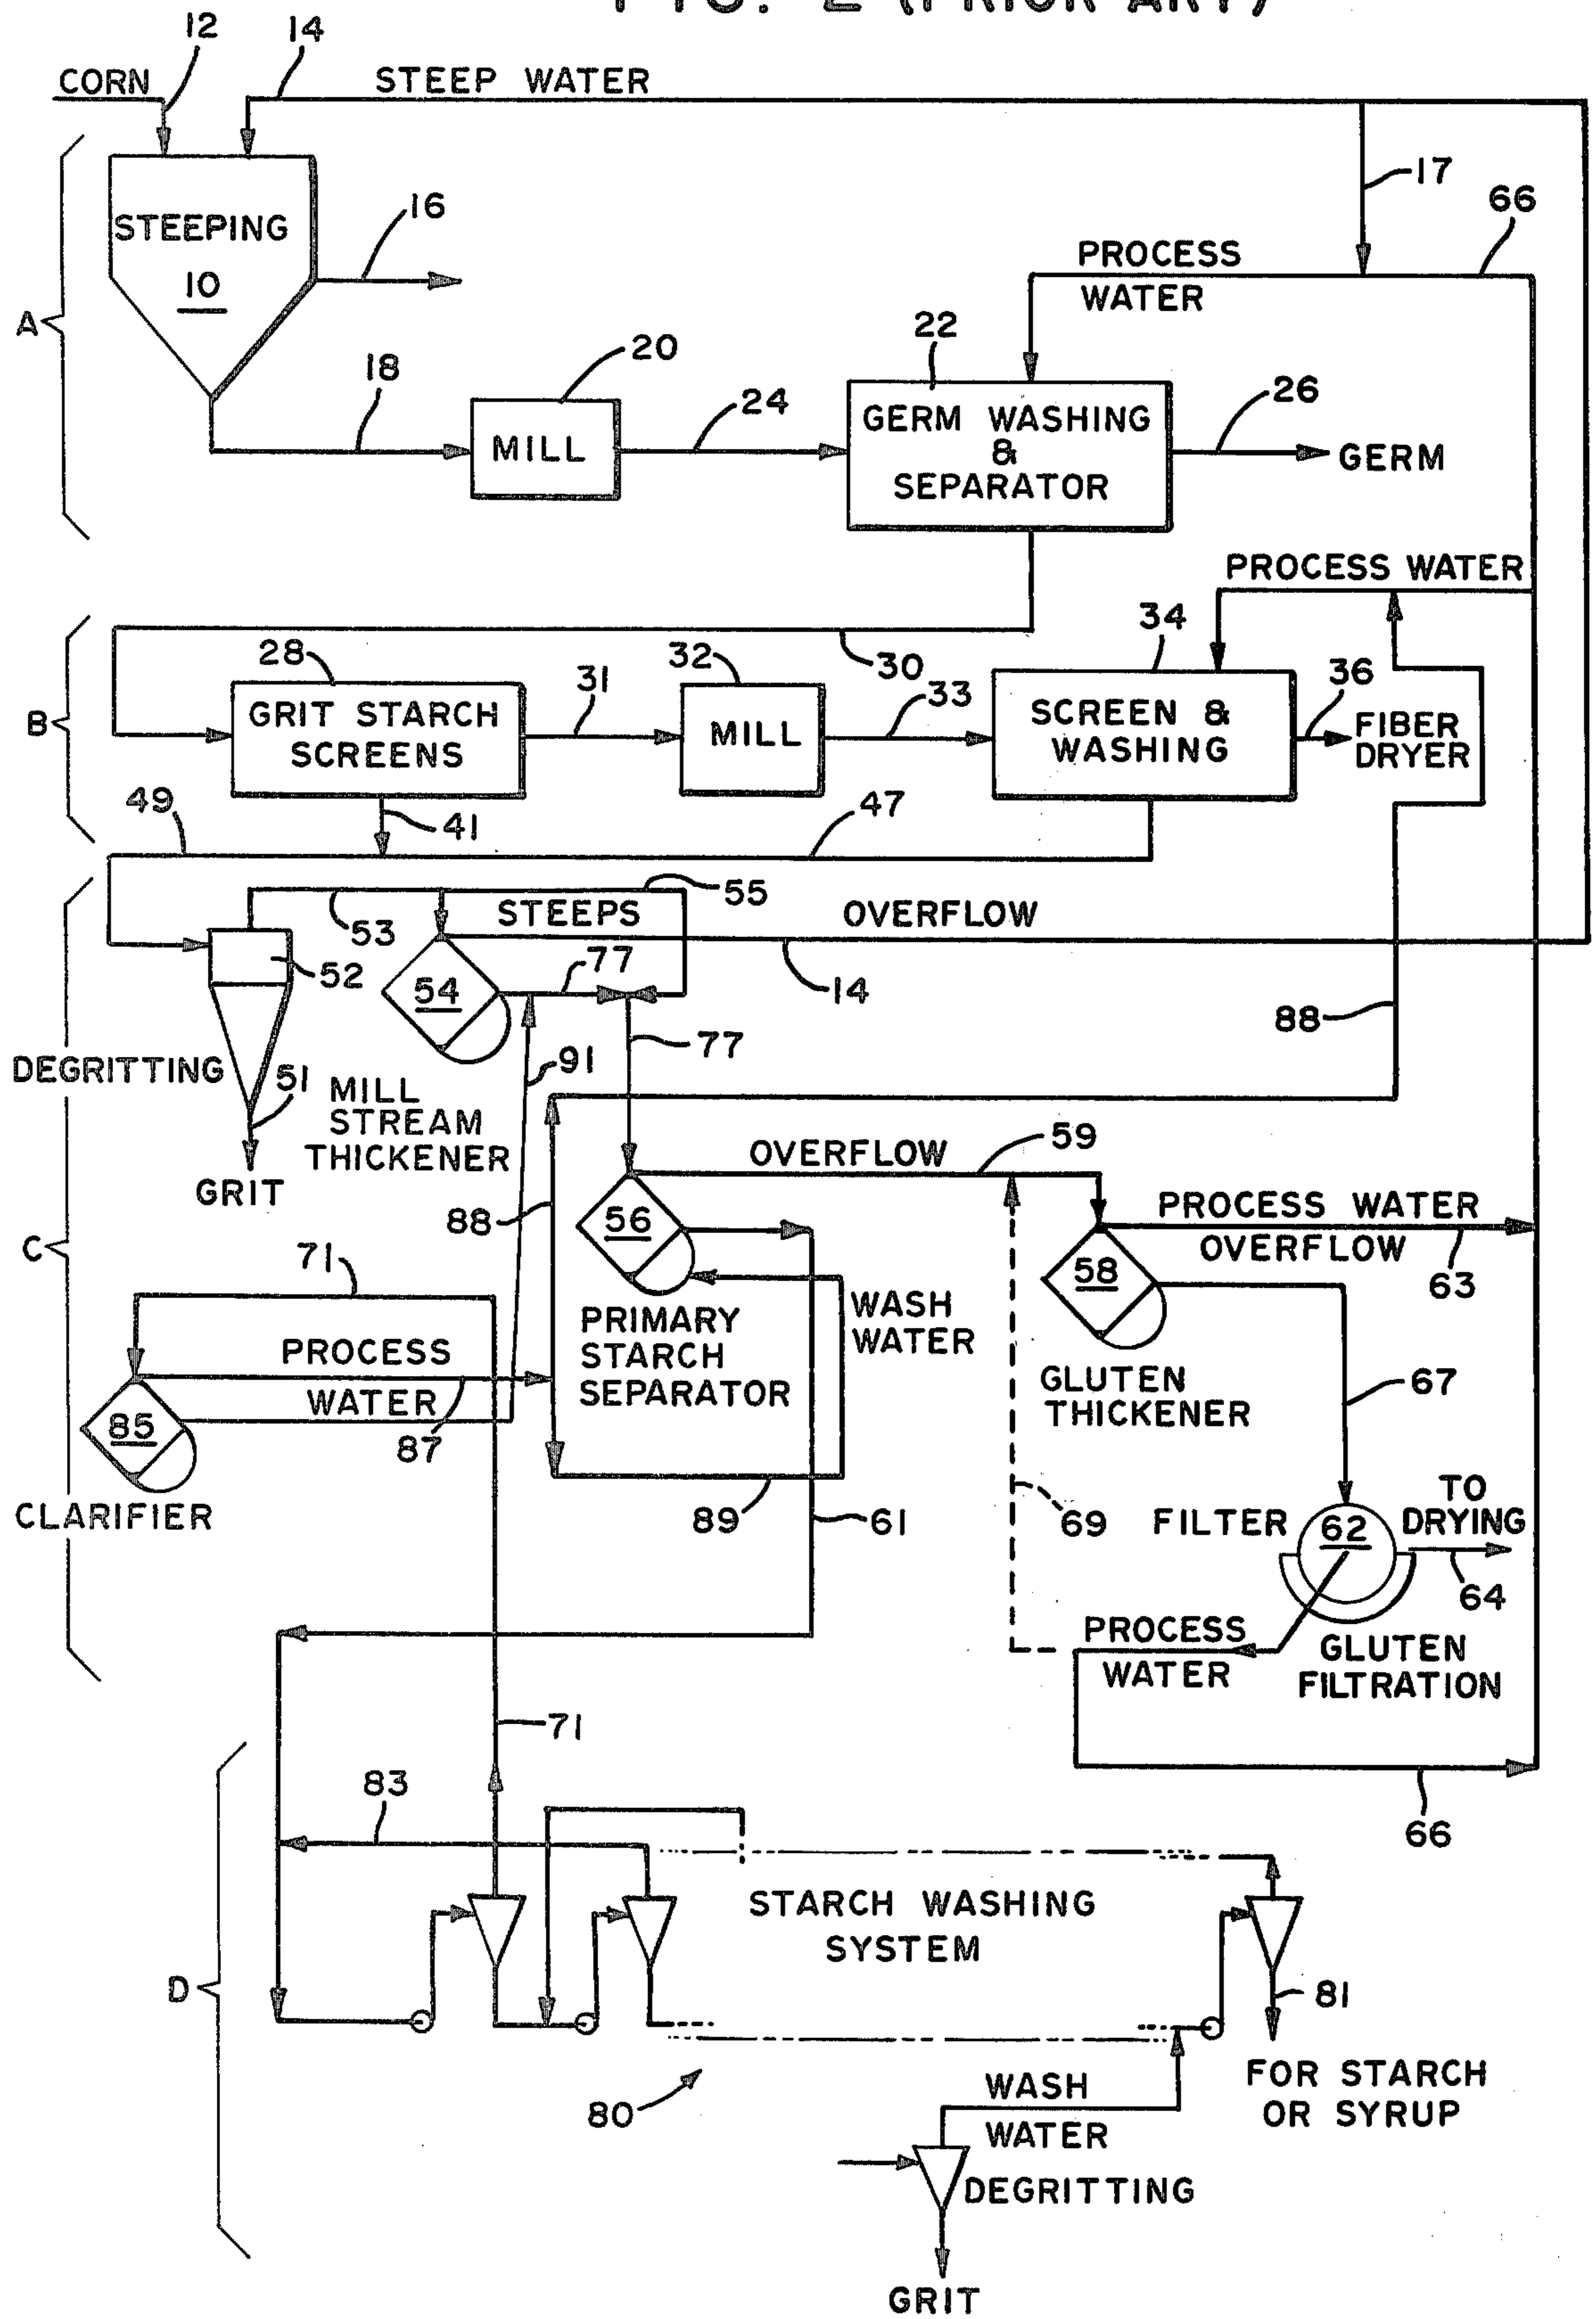 FIG. 2 (PRIOR ART)
12
14
CORN
STEEP WATER
17
66
16
STEEPING
10
PROCESS
WATER
A
22
20
18
24
26
MILL
GERM WASHING
&
SEPARATOR
GERM
PROCESS WATER
34
28
32
30
31
33
36
B
GRIT STARCH
SCREENS
MILL
SCREEN &
WASHING
FIBER
DRYER
49
41
47
55
53
STEEPS
OVERFLOW
52
54
77
14
88
77
DEGRITTING
51
91
MILL
STREAM
THICKENER
GRIT
OVERFLOW
59
C
88
56
PROCESS WATER
OVERFLOW
63
58
71
WASH
WATER
PRIMARY
STARCH
SEPARATOR
PROCESS
WATER
87
85
CLARIFIER
GLUTEN
THICKENER
67
89
61
69
FILTER
62
TO
DRYING
64
PROCESS
WATER
GLUTEN
FILTRATION
71
66
83
STARCH WASHING
SYSTEM
D
81
80
WASH
WATER
FOR STARCH
OR SYRUP
DEGRITTING
GRIT